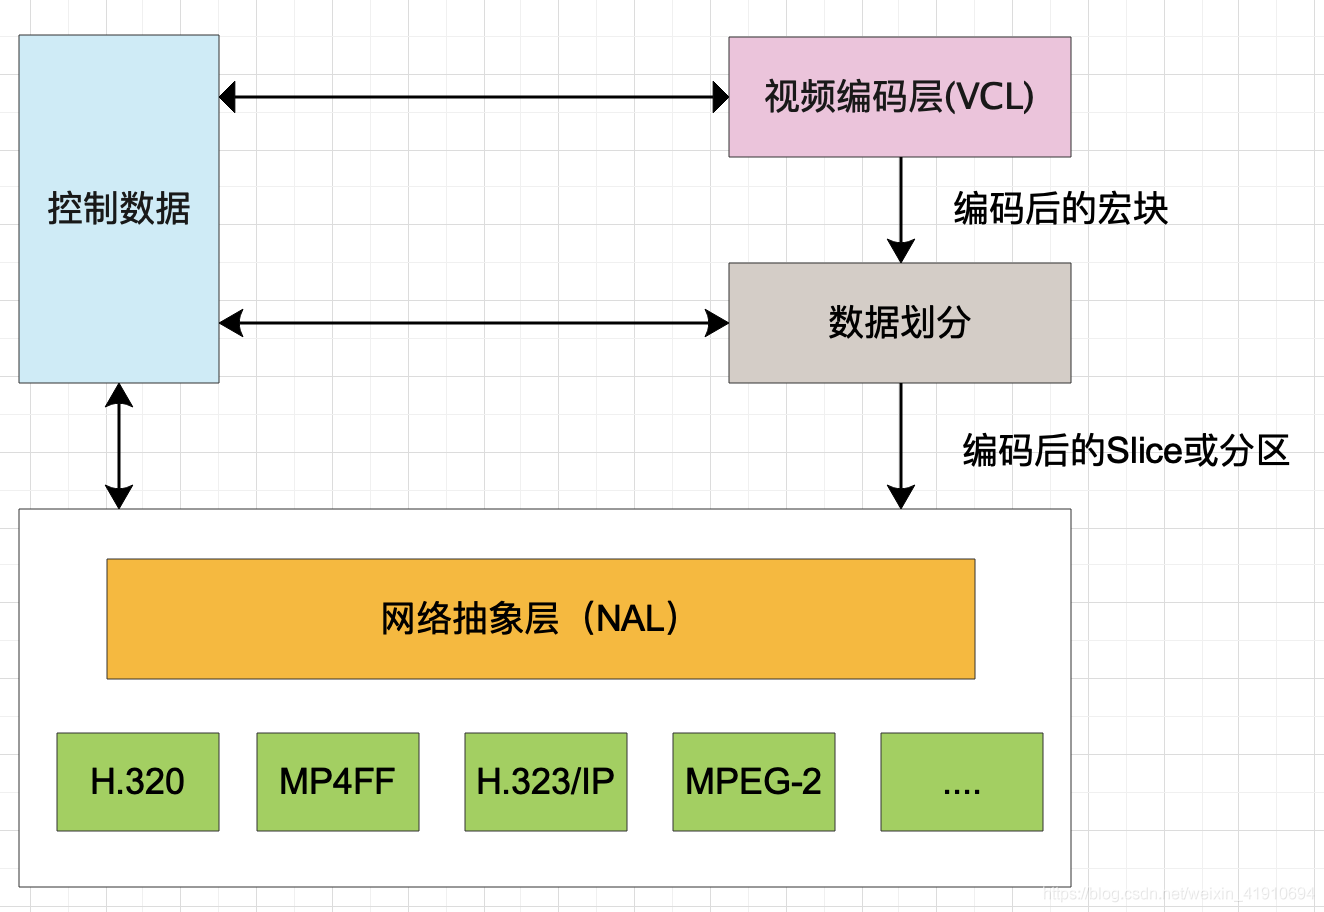 视频编码层(VCL)
控制数据
编码后的宏块
数据划分
编码后的Slice或分区
网络抽象层（NAL）
H.320
MP4FF
H.323/IP
MPEG-2
....
https://blog.csdn.net/weixin_41910694